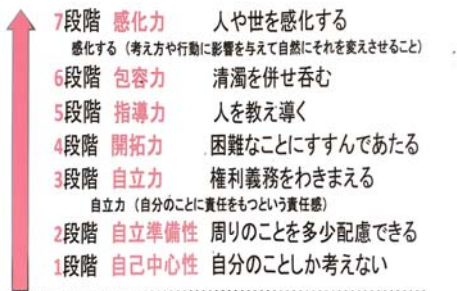 7段階 感化力 人や世を感化する
感化する（考え方や行動に影響を与えて自然にそれを変えさせること）
6段階 包容力 清濁を併せ呑む
5段階 指導力 人を教え導く
4段階 開拓力 困難なことにすすんであたる
3段階 自立力 権利義務をわきまえる
自立力（自分のことに責任をもつという責任感）
2段階 自立準備性 周りのことを多少配慮できる
1段階 自己中心性 自分のことしか考えない